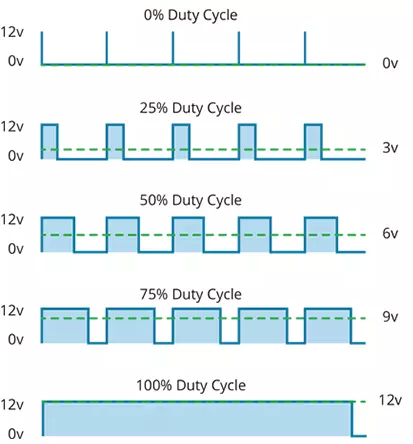 0% Duty Cycle
12v
0v
0v
25% Duty Cycle
12v
3v
0v
50% Duty Cycle
12v
6v
0v
75% Duty Cycle
12v
9v
0v
100% Duty Cycle
12v
12v
0v